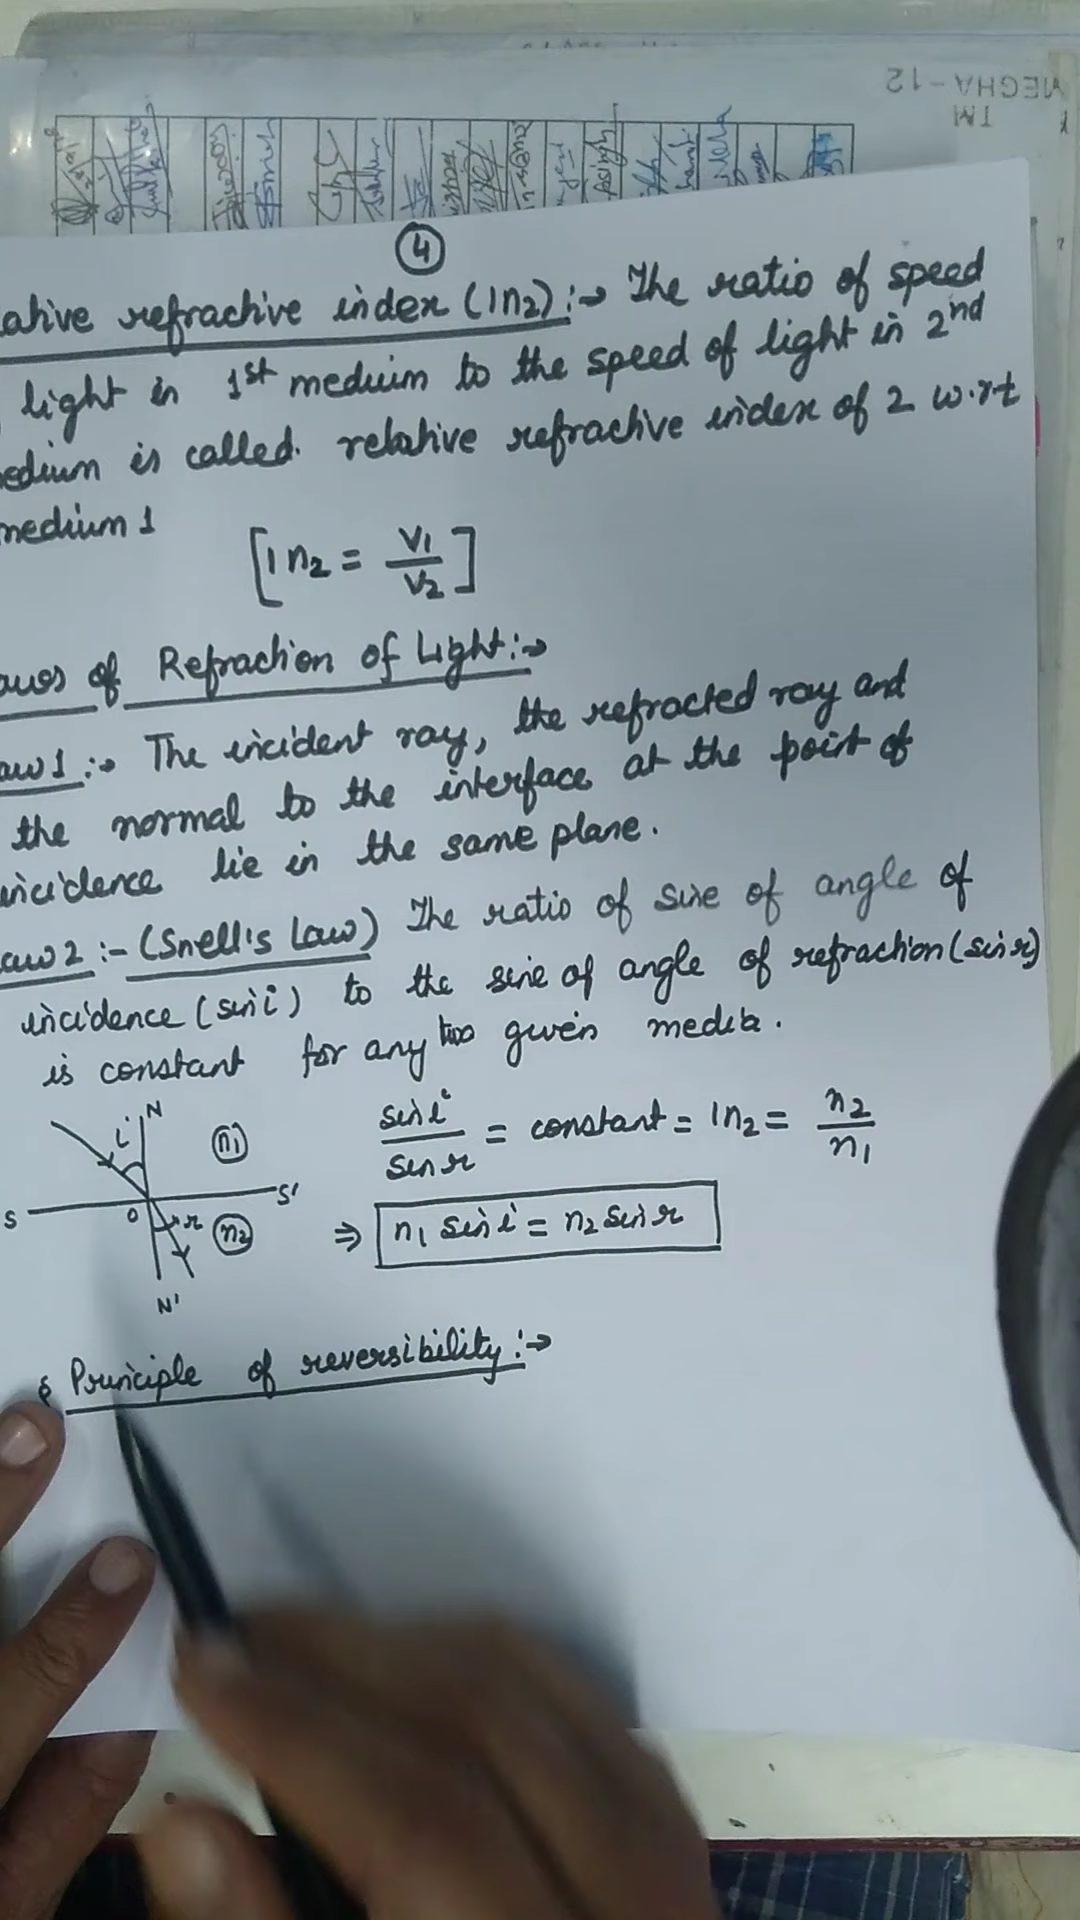 MEGHA-12
TM
4
ative refractive index (1n2):→ The ratio of speed
light in 1st medium to the speed of light in 2nd
edium is called. relative refractive index of 2 w.r.t
medium 1
[1n2 = V1/V2]
aws of Refraction of Light:→
aw 1:→ The incident ray, the refracted ray and
the normal to the interface at the point of
incidence lie in the same plane.
aw 2:- (Snell's Law) The ratio of sine of angle of
incidence (sin i) to the sine of angle of refraction (sin r)
is constant for any two given media.
N
i
n1
S
S'
O
r
n2
N'
sin i / sin r = constant = 1n2 = n2/n1
⇒ n1 sin i = n2 sin r
Principle of reversibility:→